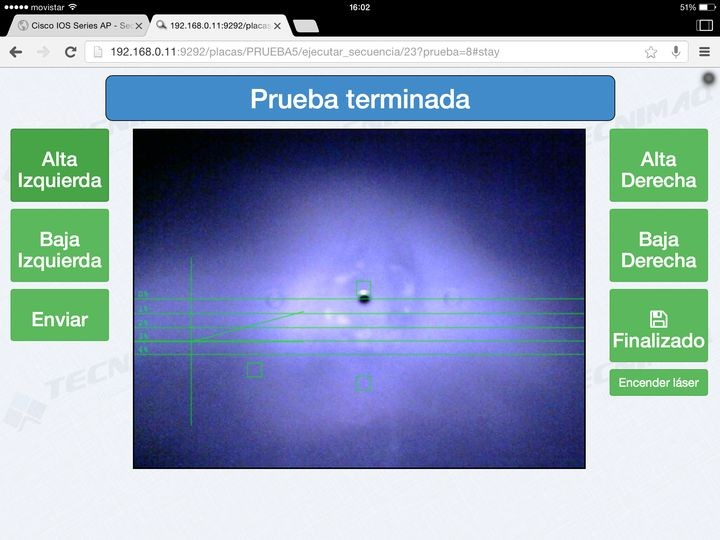 movistar
16:02
51%
Cisco IOS Series AP - Sec
192.168.0.11:9292/placas
192.168.0.11:9292/placas/PRUEBA5/ejecutar_secuencia/23?prueba=8#stay
Prueba terminada
Alta
Izquierda
Baja
Izquierda
Enviar
Alta
Derecha
Baja
Derecha
Finalizado
Encender láser
TECNIMAQ